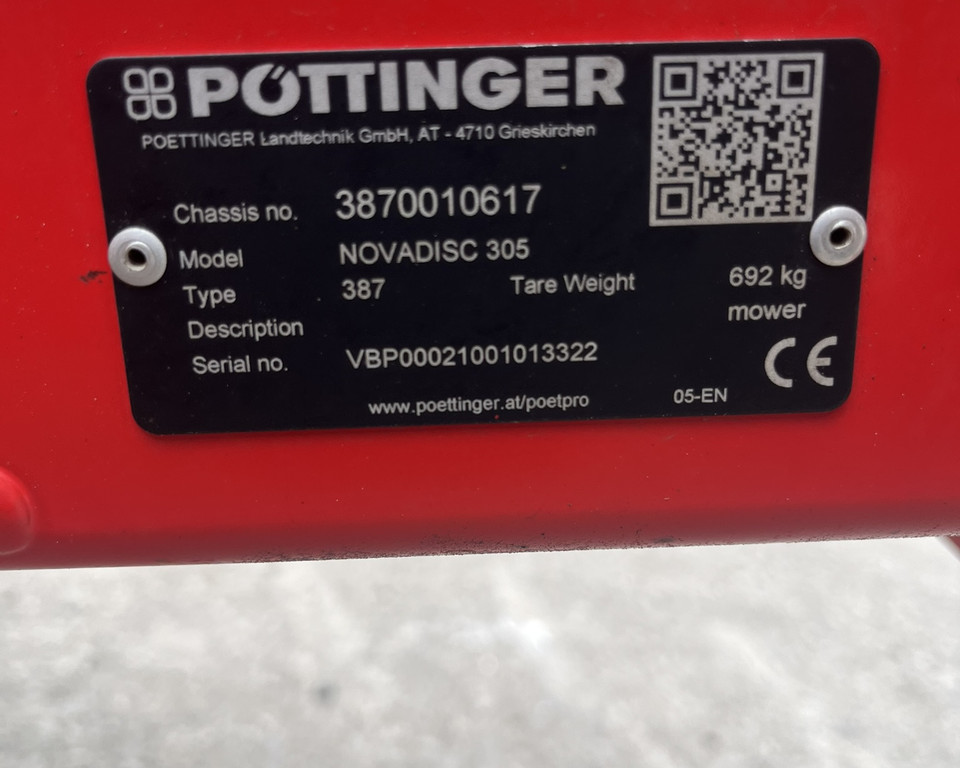 PÖTTINGER
POETTINGER Landtechnik GmbH, AT - 4710 Grieskirchen
Chassis no. 3870010617
Model NOVADISC 305
Type 387 Tare Weight 692 kg
Description mower
Serial no. VBP00021001013322
www.poettinger.at/poetpro 05-EN CE